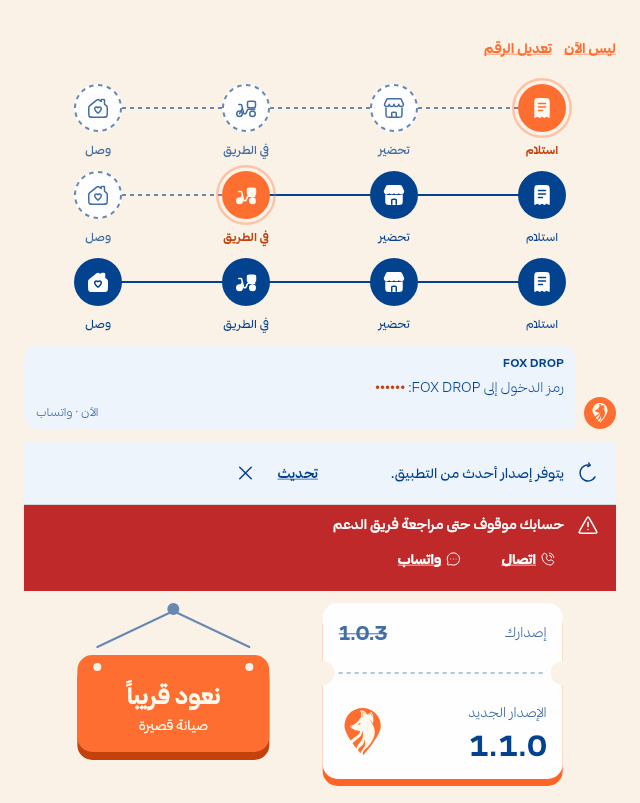 ليس الآن تعديل الرقم
استلام تحضير في الطريق وصل
استلام تحضير في الطريق وصل
استلام تحضير في الطريق وصل
FOX DROP
رمز الدخول إلى FOX DROP: ••••••
الآن · واتساب
يتوفر إصدار أحدث من التطبيق. تحديث
حسابك موقوف حتى مراجعة فريق الدعم
اتصال واتساب
إصدارك 1.0.3
الإصدار الجديد
1.1.0
نعود قريباً
صيانة قصيرة